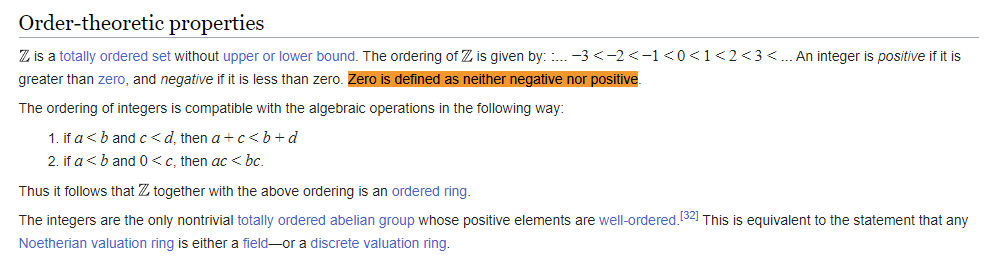 Order-theoretic properties
ℤ is a totally ordered set without upper or lower bound. The ordering of ℤ is given by: :... −3 < −2 < −1 < 0 < 1 < 2 < 3 < ... An integer is positive if it is
greater than zero, and negative if it is less than zero. Zero is defined as neither negative nor positive.
The ordering of integers is compatible with the algebraic operations in the following way:
1. if a < b and c < d, then a + c < b + d
2. if a < b and 0 < c, then ac < bc.
Thus it follows that ℤ together with the above ordering is an ordered ring.
The integers are the only nontrivial totally ordered abelian group whose positive elements are well-ordered.[32] This is equivalent to the statement that any
Noetherian valuation ring is either a field—or a discrete valuation ring.